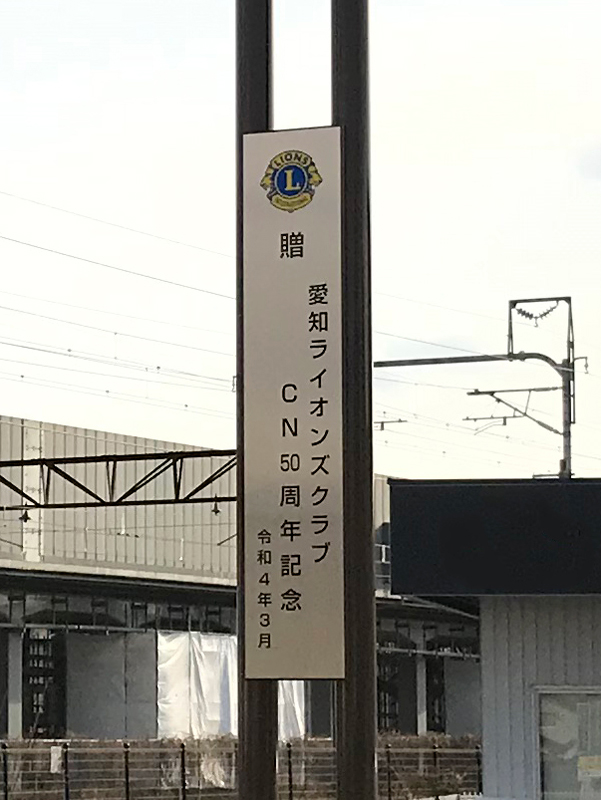 LIONS
L
贈
愛知ライオンズクラブ
CN50周年記念
令和4年3月